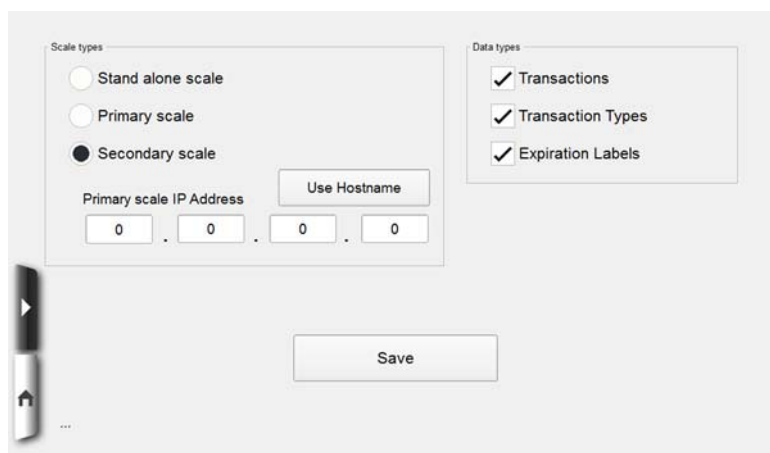 Scale types
Stand alone scale
Primary scale
Secondary scale
Use Hostname
Primary scale IP Address
0 . 0 . 0 . 0
Data types
Transactions
Transaction Types
Expiration Labels
Save
...